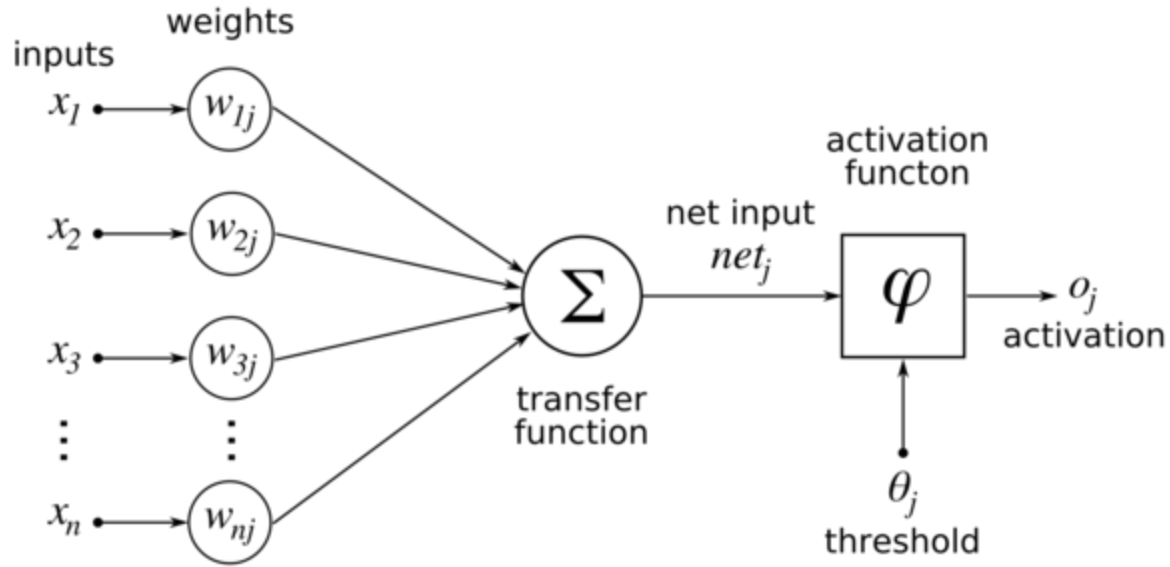 weights
inputs
x1
w1j
x2
w2j
x3
w3j
⋮
⋮
xn
wnj
Σ
transfer
function
net input
netj
activation
functon
φ
oj
activation
θj
threshold